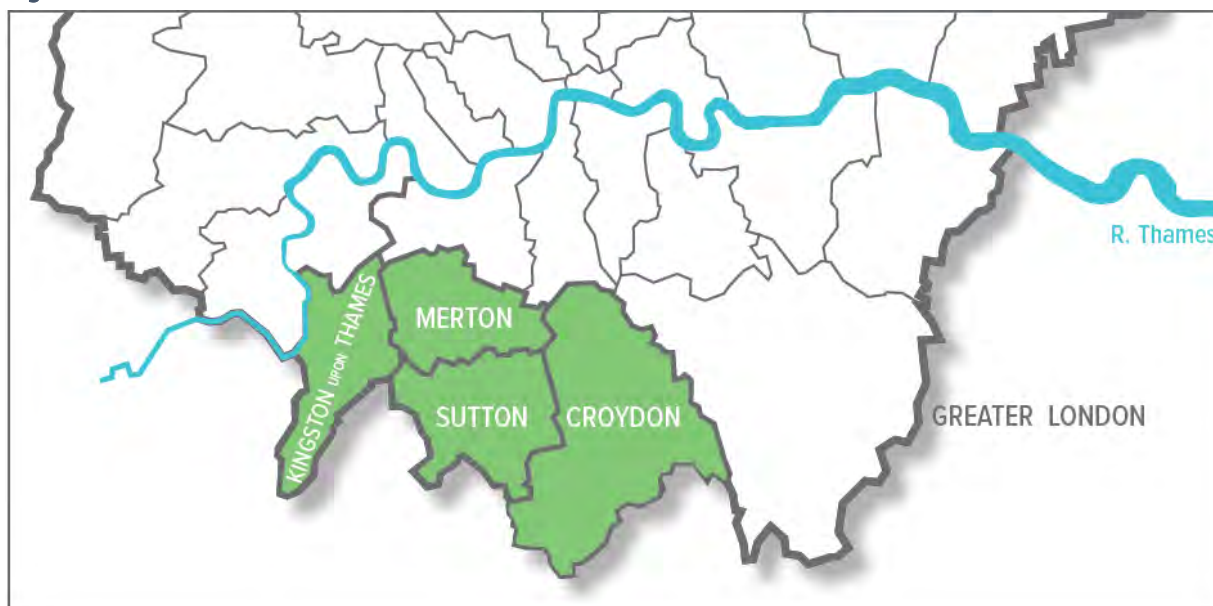 R. Thames
MERTON
KINGSTON UPON THAMES
SUTTON
CROYDON
GREATER LONDON